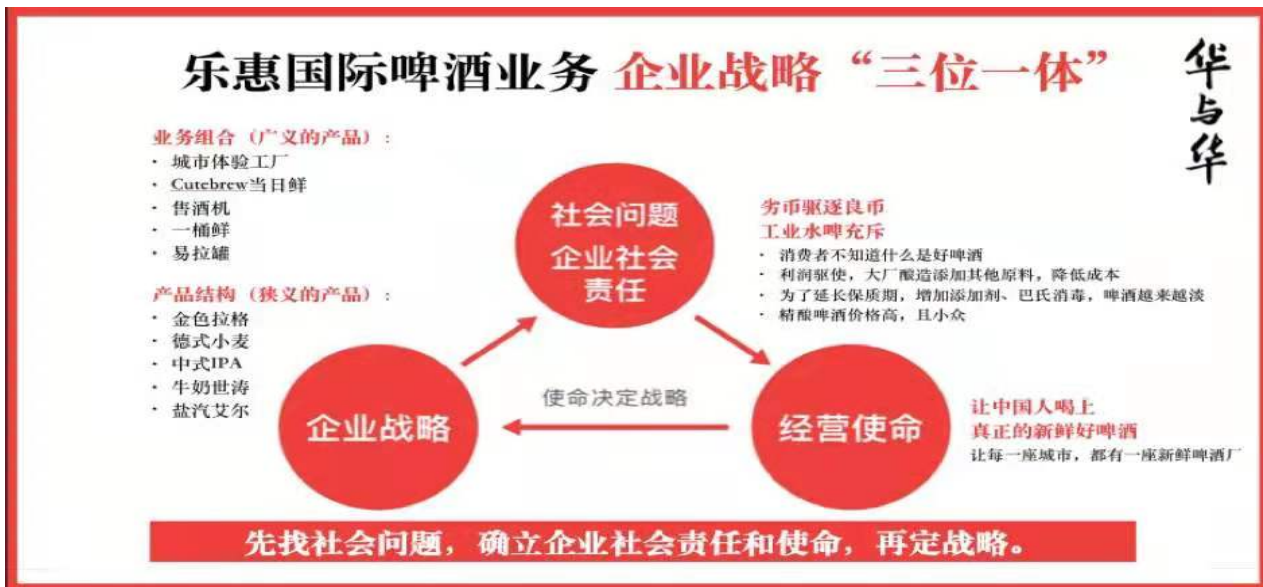 乐惠国际啤酒业务 企业战略“三位一体”
华与华
业务组合（广义的产品）:
· 城市体验工厂
· Cutebrew当日鲜
· 售酒机
· 一桶鲜
· 易拉罐
产品结构（狭义的产品）:
· 金色拉格
· 德式小麦
· 中式IPA
· 牛奶世涛
· 盐汽艾尔
社会问题
企业社会
责任
劣币驱逐良币
工业水啤充斥
· 消费者不知道什么是好啤酒
· 利润驱使，大厂酿造添加其他原料，降低成本
· 为了延长保质期，增加添加剂、巴氏消毒，啤酒越来越淡
· 精酿啤酒价格高，且小众
企业战略
使命决定战略
经营使命
让中国人喝上
真正的新鲜好啤酒
让每一座城市，都有一座新鲜啤酒厂
先找社会问题，确立企业社会责任和使命，再定战略。